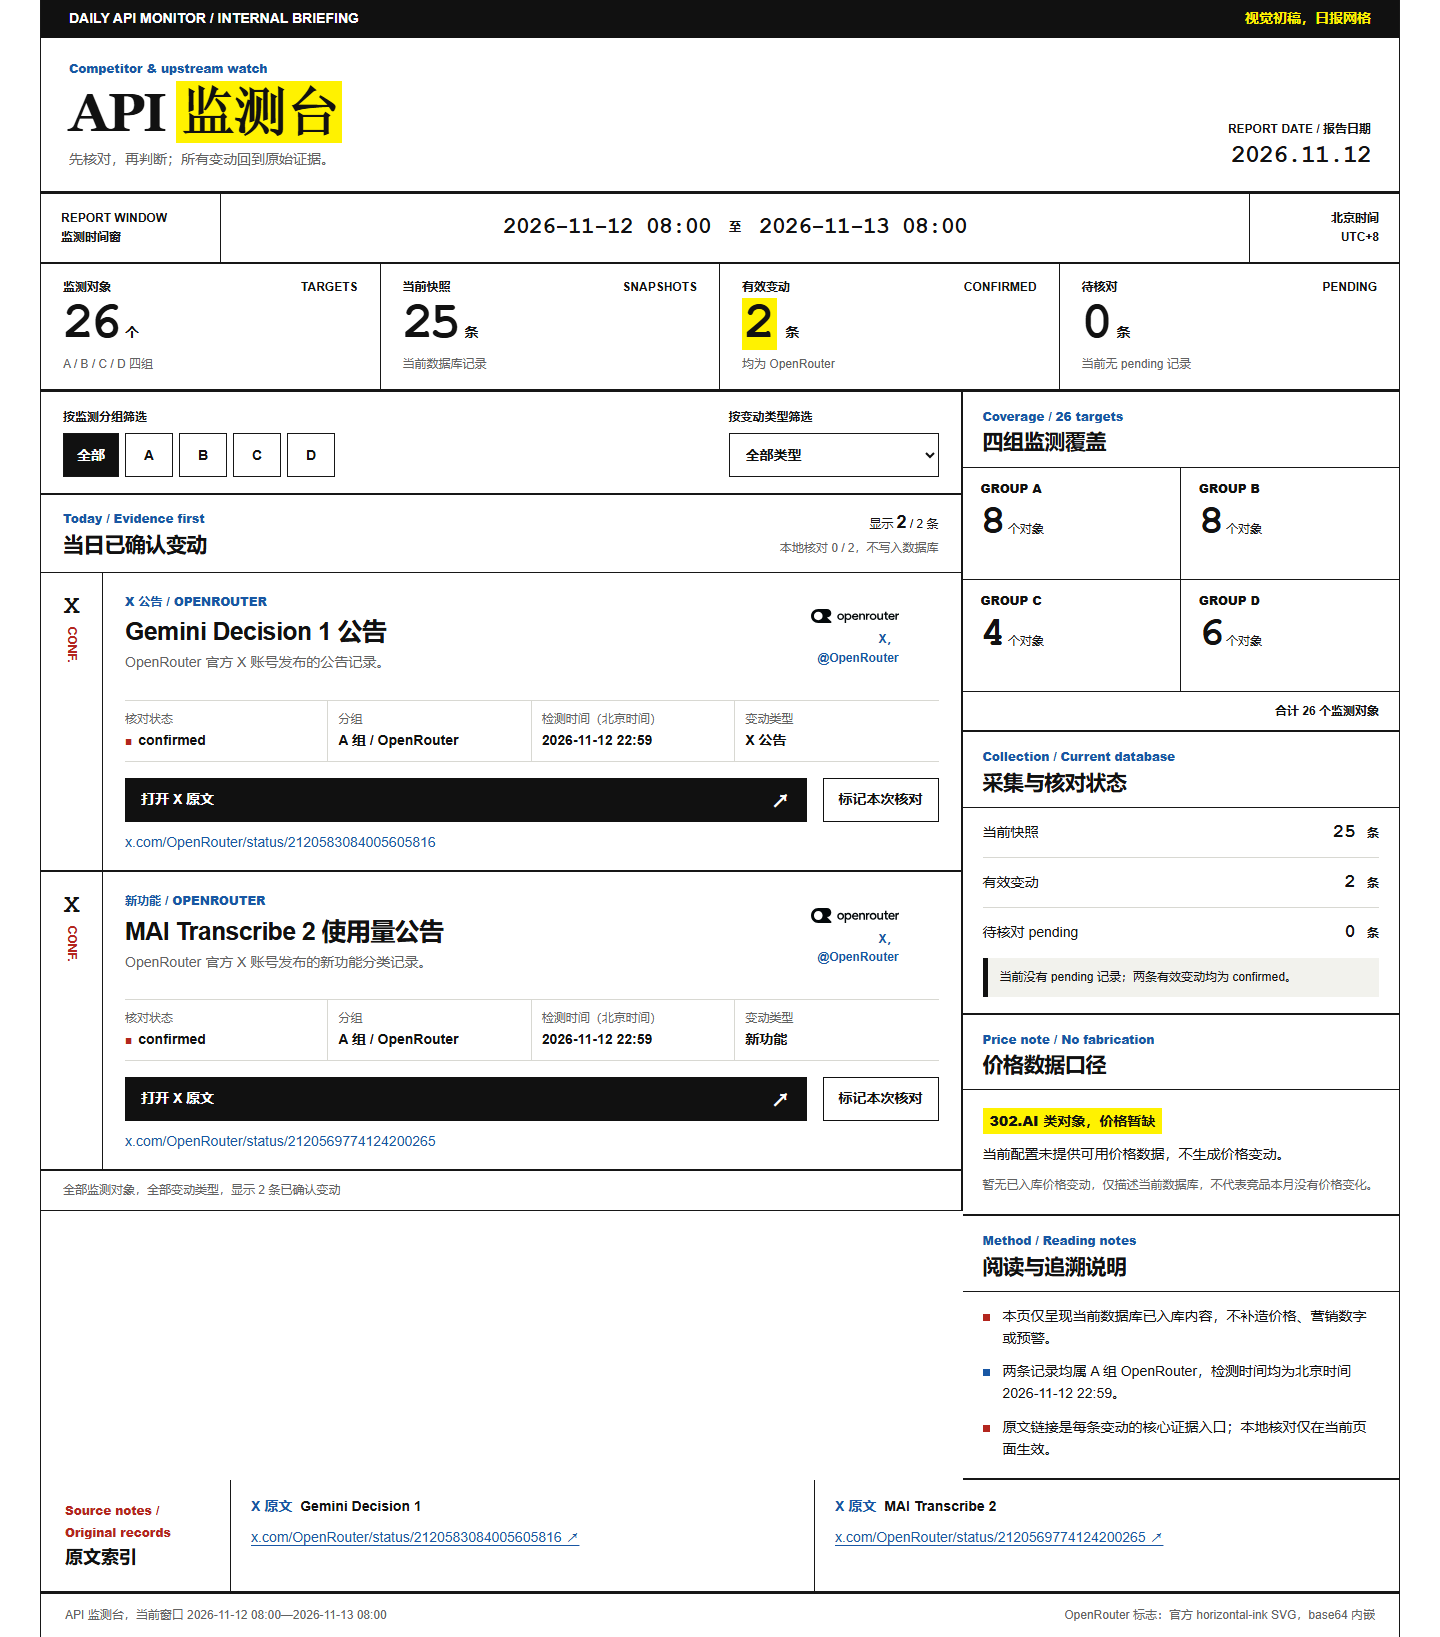 DAILY API MONITOR / INTERNAL BRIEFING
视觉初稿，日报网格
Competitor & upstream watch
API 监测台
先核对，再判断；所有变动回到原始证据。
REPORT DATE / 报告日期
2026.11.12
REPORT WINDOW
监测时间窗
2026-11-12 08:00 至 2026-11-13 08:00
北京时间
UTC+8
监测对象 TARGETS
26 个
A / B / C / D 四组
当前快照 SNAPSHOTS
25 条
当前数据库记录
有效变动 CONFIRMED
2 条
均为 OpenRouter
待核对 PENDING
0 条
当前无 pending 记录
按监测分组筛选
全部 A B C D
按变动类型筛选
全部类型
Today / Evidence first
当日已确认变动
显示 2 / 2 条
本地核对 0 / 2，不写入数据库
X
CONF.
X 公告 / OPENROUTER
Gemini Decision 1 公告
OpenRouter 官方 X 账号发布的公告记录。
openrouter
X,
@OpenRouter
核对状态
confirmed
分组
A 组 / OpenRouter
检测时间（北京时间）
2026-11-12 22:59
变动类型
X 公告
打开 X 原文 ↗
标记本次核对
x.com/OpenRouter/status/2120583084005605816
X
CONF.
新功能 / OPENROUTER
MAI Transcribe 2 使用量公告
OpenRouter 官方 X 账号发布的新功能分类记录。
openrouter
X,
@OpenRouter
核对状态
confirmed
分组
A 组 / OpenRouter
检测时间（北京时间）
2026-11-12 22:59
变动类型
新功能
打开 X 原文 ↗
标记本次核对
x.com/OpenRouter/status/2120569774124200265
全部监测对象，全部变动类型，显示 2 条已确认变动
Coverage / 26 targets
四组监测覆盖
GROUP A
8 个对象
GROUP B
8 个对象
GROUP C
4 个对象
GROUP D
6 个对象
合计 26 个监测对象
Collection / Current database
采集与核对状态
当前快照 25 条
有效变动 2 条
待核对 pending 0 条
当前没有 pending 记录；两条有效变动均为 confirmed。
Price note / No fabrication
价格数据口径
302.AI 类对象，价格暂缺
当前配置未提供可用价格数据，不生成价格变动。
暂无已入库价格变动，仅描述当前数据库，不代表竞品本月没有价格变化。
Method / Reading notes
阅读与追溯说明
本页仅呈现当前数据库已入库内容，不补造价格、营销数字
或预警。
两条记录均属 A 组 OpenRouter，检测时间均为北京时间
2026-11-12 22:59。
原文链接是每条变动的核心证据入口；本地核对仅在当前页
面生效。
Source notes /
Original records
原文索引
X 原文 Gemini Decision 1
x.com/OpenRouter/status/2120583084005605816 ↗
X 原文 MAI Transcribe 2
x.com/OpenRouter/status/2120569774124200265 ↗
API 监测台，当前窗口 2026-11-12 08:00—2026-11-13 08:00
OpenRouter 标志：官方 horizontal-ink SVG，base64 内嵌